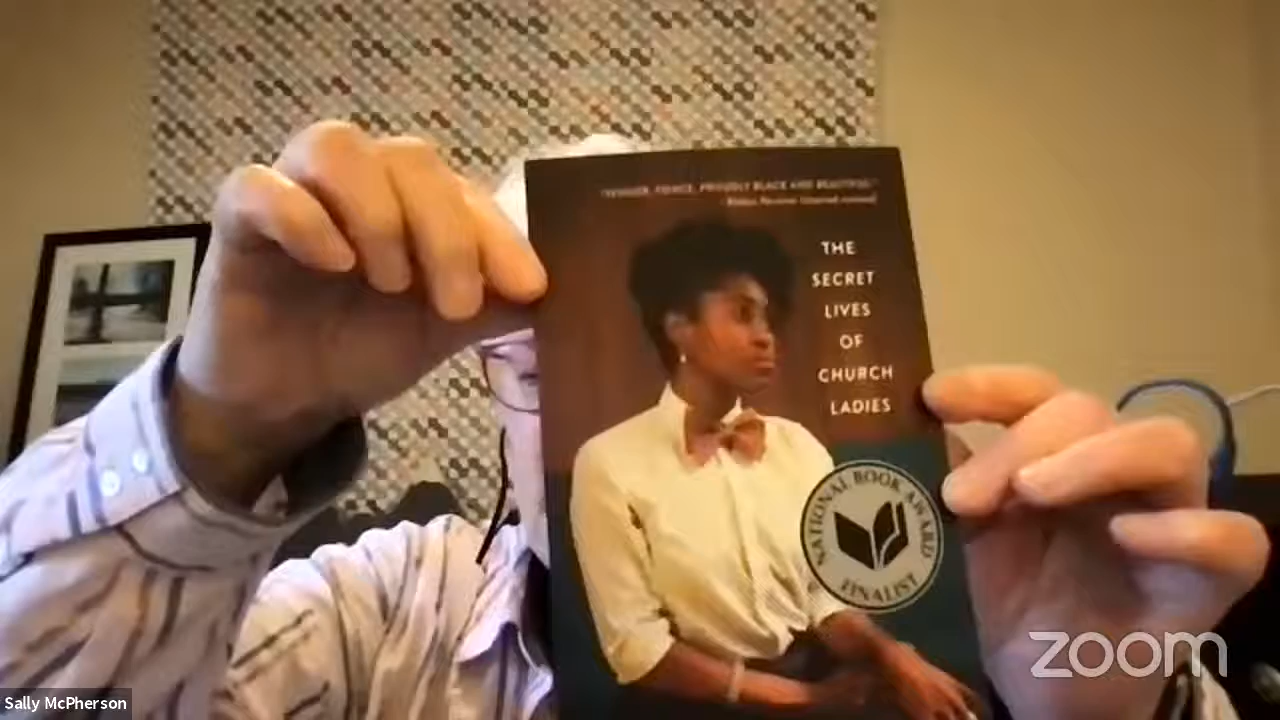 "TENDER, FIERCE, PROUDLY BLACK AND BEAUTIFUL."
THE
SECRET
LIVES
OF
CHURCH
LADIES
NATIONAL BOOK AWARD
FINALIST
zoom
Sally McPherson